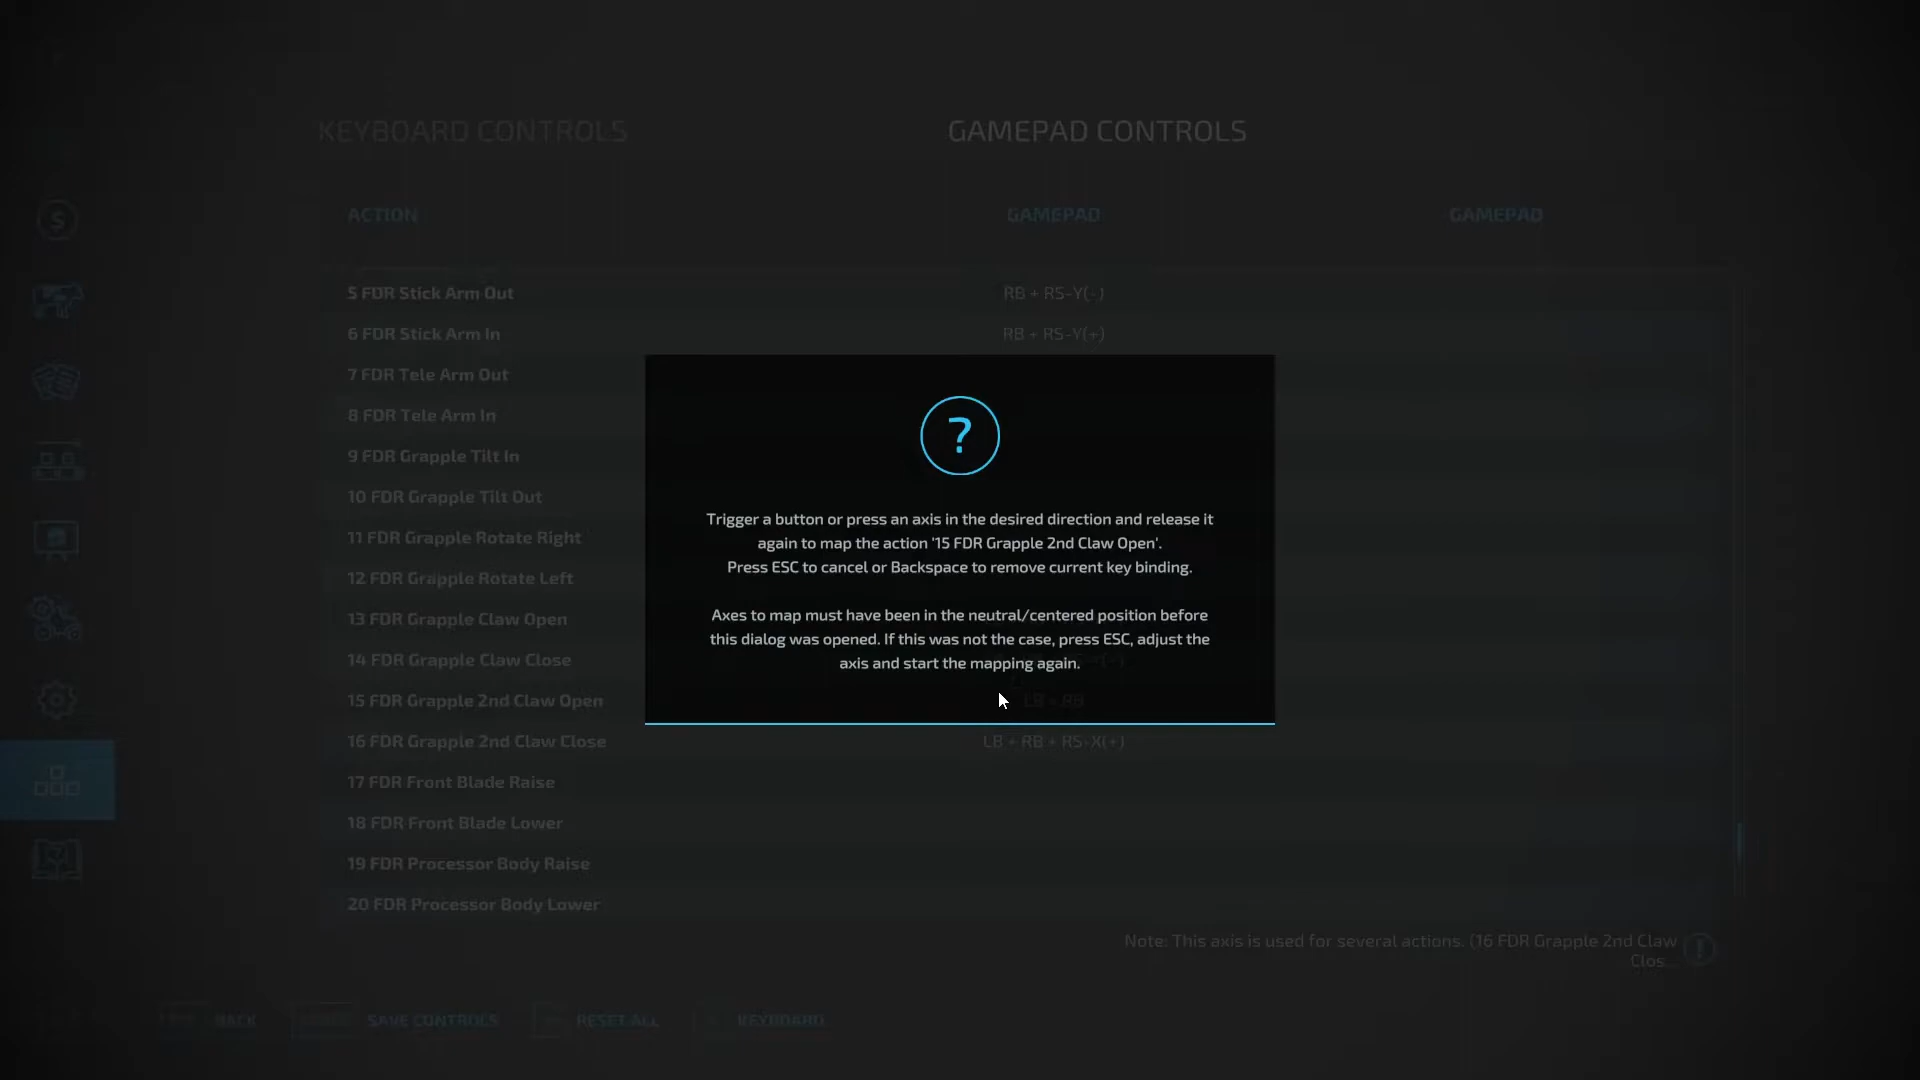 KEYBOARD CONTROLS
GAMEPAD CONTROLS
ACTION
GAMEPAD
GAMEPAD
5 FDR Stick Arm Out
RB + RS-Y(-)
6 FDR Stick Arm In
RB + RS-Y(+)
7 FDR Tele Arm Out
8 FDR Tele Arm In
9 FDR Grapple Tilt In
10 FDR Grapple Tilt Out
11 FDR Grapple Rotate Right
12 FDR Grapple Rotate Left
13 FDR Grapple Claw Open
14 FDR Grapple Claw Close
15 FDR Grapple 2nd Claw Open
LB + RB
16 FDR Grapple 2nd Claw Close
LB + RB + RS-X(+)
17 FDR Front Blade Raise
18 FDR Front Blade Lower
19 FDR Processor Body Raise
20 FDR Processor Body Lower
?
Trigger a button or press an axis in the desired direction and release it
again to map the action '15 FDR Grapple 2nd Claw Open'.
Press ESC to cancel or Backspace to remove current key binding.
Axes to map must have been in the neutral/centered position before
this dialog was opened. If this was not the case, press ESC, adjust the
axis and start the mapping again.
Note: This axis is used for several actions. (16 FDR Grapple 2nd Claw
Clos...
BACK
SAVE CONTROLS
RESET ALL
KEYBOARD